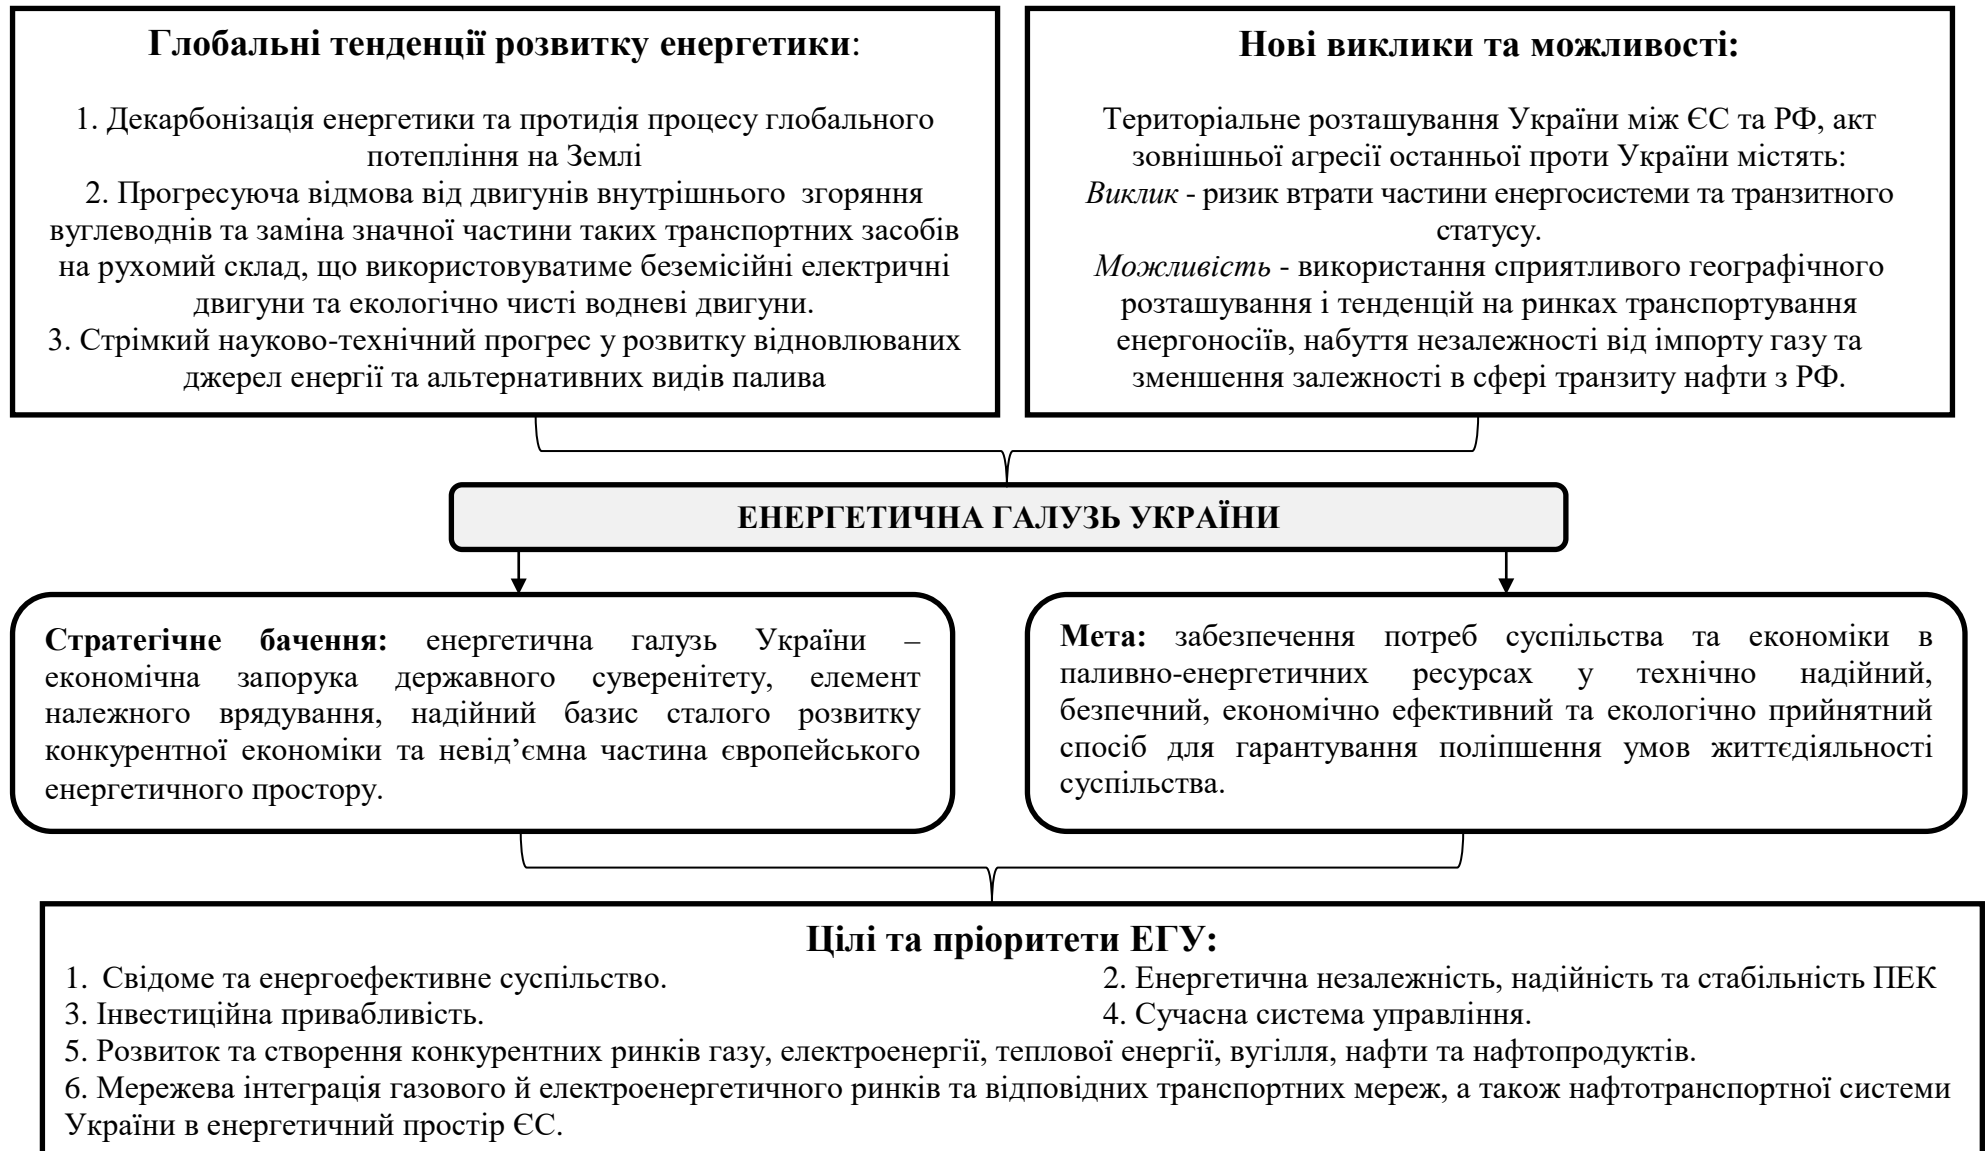 Глобальні тенденції розвитку енергетики:
1. Декарбонізація енергетики та протидія процесу глобального
потепління на Землі
2. Прогресуюча відмова від двигунів внутрішнього згоряння
вуглеводнів та заміна значної частини таких транспортних засобів
на рухомий склад, що використовуватиме беземісійні електричні
двигуни та екологічно чисті водневі двигуни.
3. Стрімкий науково-технічний прогрес у розвитку відновлюваних
джерел енергії та альтернативних видів палива
Нові виклики та можливості:
Територіальне розташування України між ЄС та РФ, акт
зовнішньої агресії останньої проти України містять:
Виклик - ризик втрати частини енергосистеми та транзитного
статусу.
Можливість - використання сприятливого географічного
розташування і тенденцій на ринках транспортування
енергоносіїв, набуття незалежності від імпорту газу та
зменшення залежності в сфері транзиту нафти з РФ.
ЕНЕРГЕТИЧНА ГАЛУЗЬ УКРАЇНИ
Стратегічне бачення: енергетична галузь України –
економічна запорука державного суверенітету, елемент
належного врядування, надійний базис сталого розвитку
конкурентної економіки та невід’ємна частина європейського
енергетичного простору.
Мета: забезпечення потреб суспільства та економіки в
паливно-енергетичних ресурсах у технічно надійний,
безпечний, економічно ефективний та екологічно прийнятний
спосіб для гарантування поліпшення умов життєдіяльності
суспільства.
Цілі та пріоритети ЕГУ:
1. Свідоме та енергоефективне суспільство.
2. Енергетична незалежність, надійність та стабільність ПЕК
3. Інвестиційна привабливість.
4. Сучасна система управління.
5. Розвиток та створення конкурентних ринків газу, електроенергії, теплової енергії, вугілля, нафти та нафтопродуктів.
6. Мережева інтеграція газового й електроенергетичного ринків та відповідних транспортних мереж, а також нафтотранспортної системи
України в енергетичний простір ЄС.